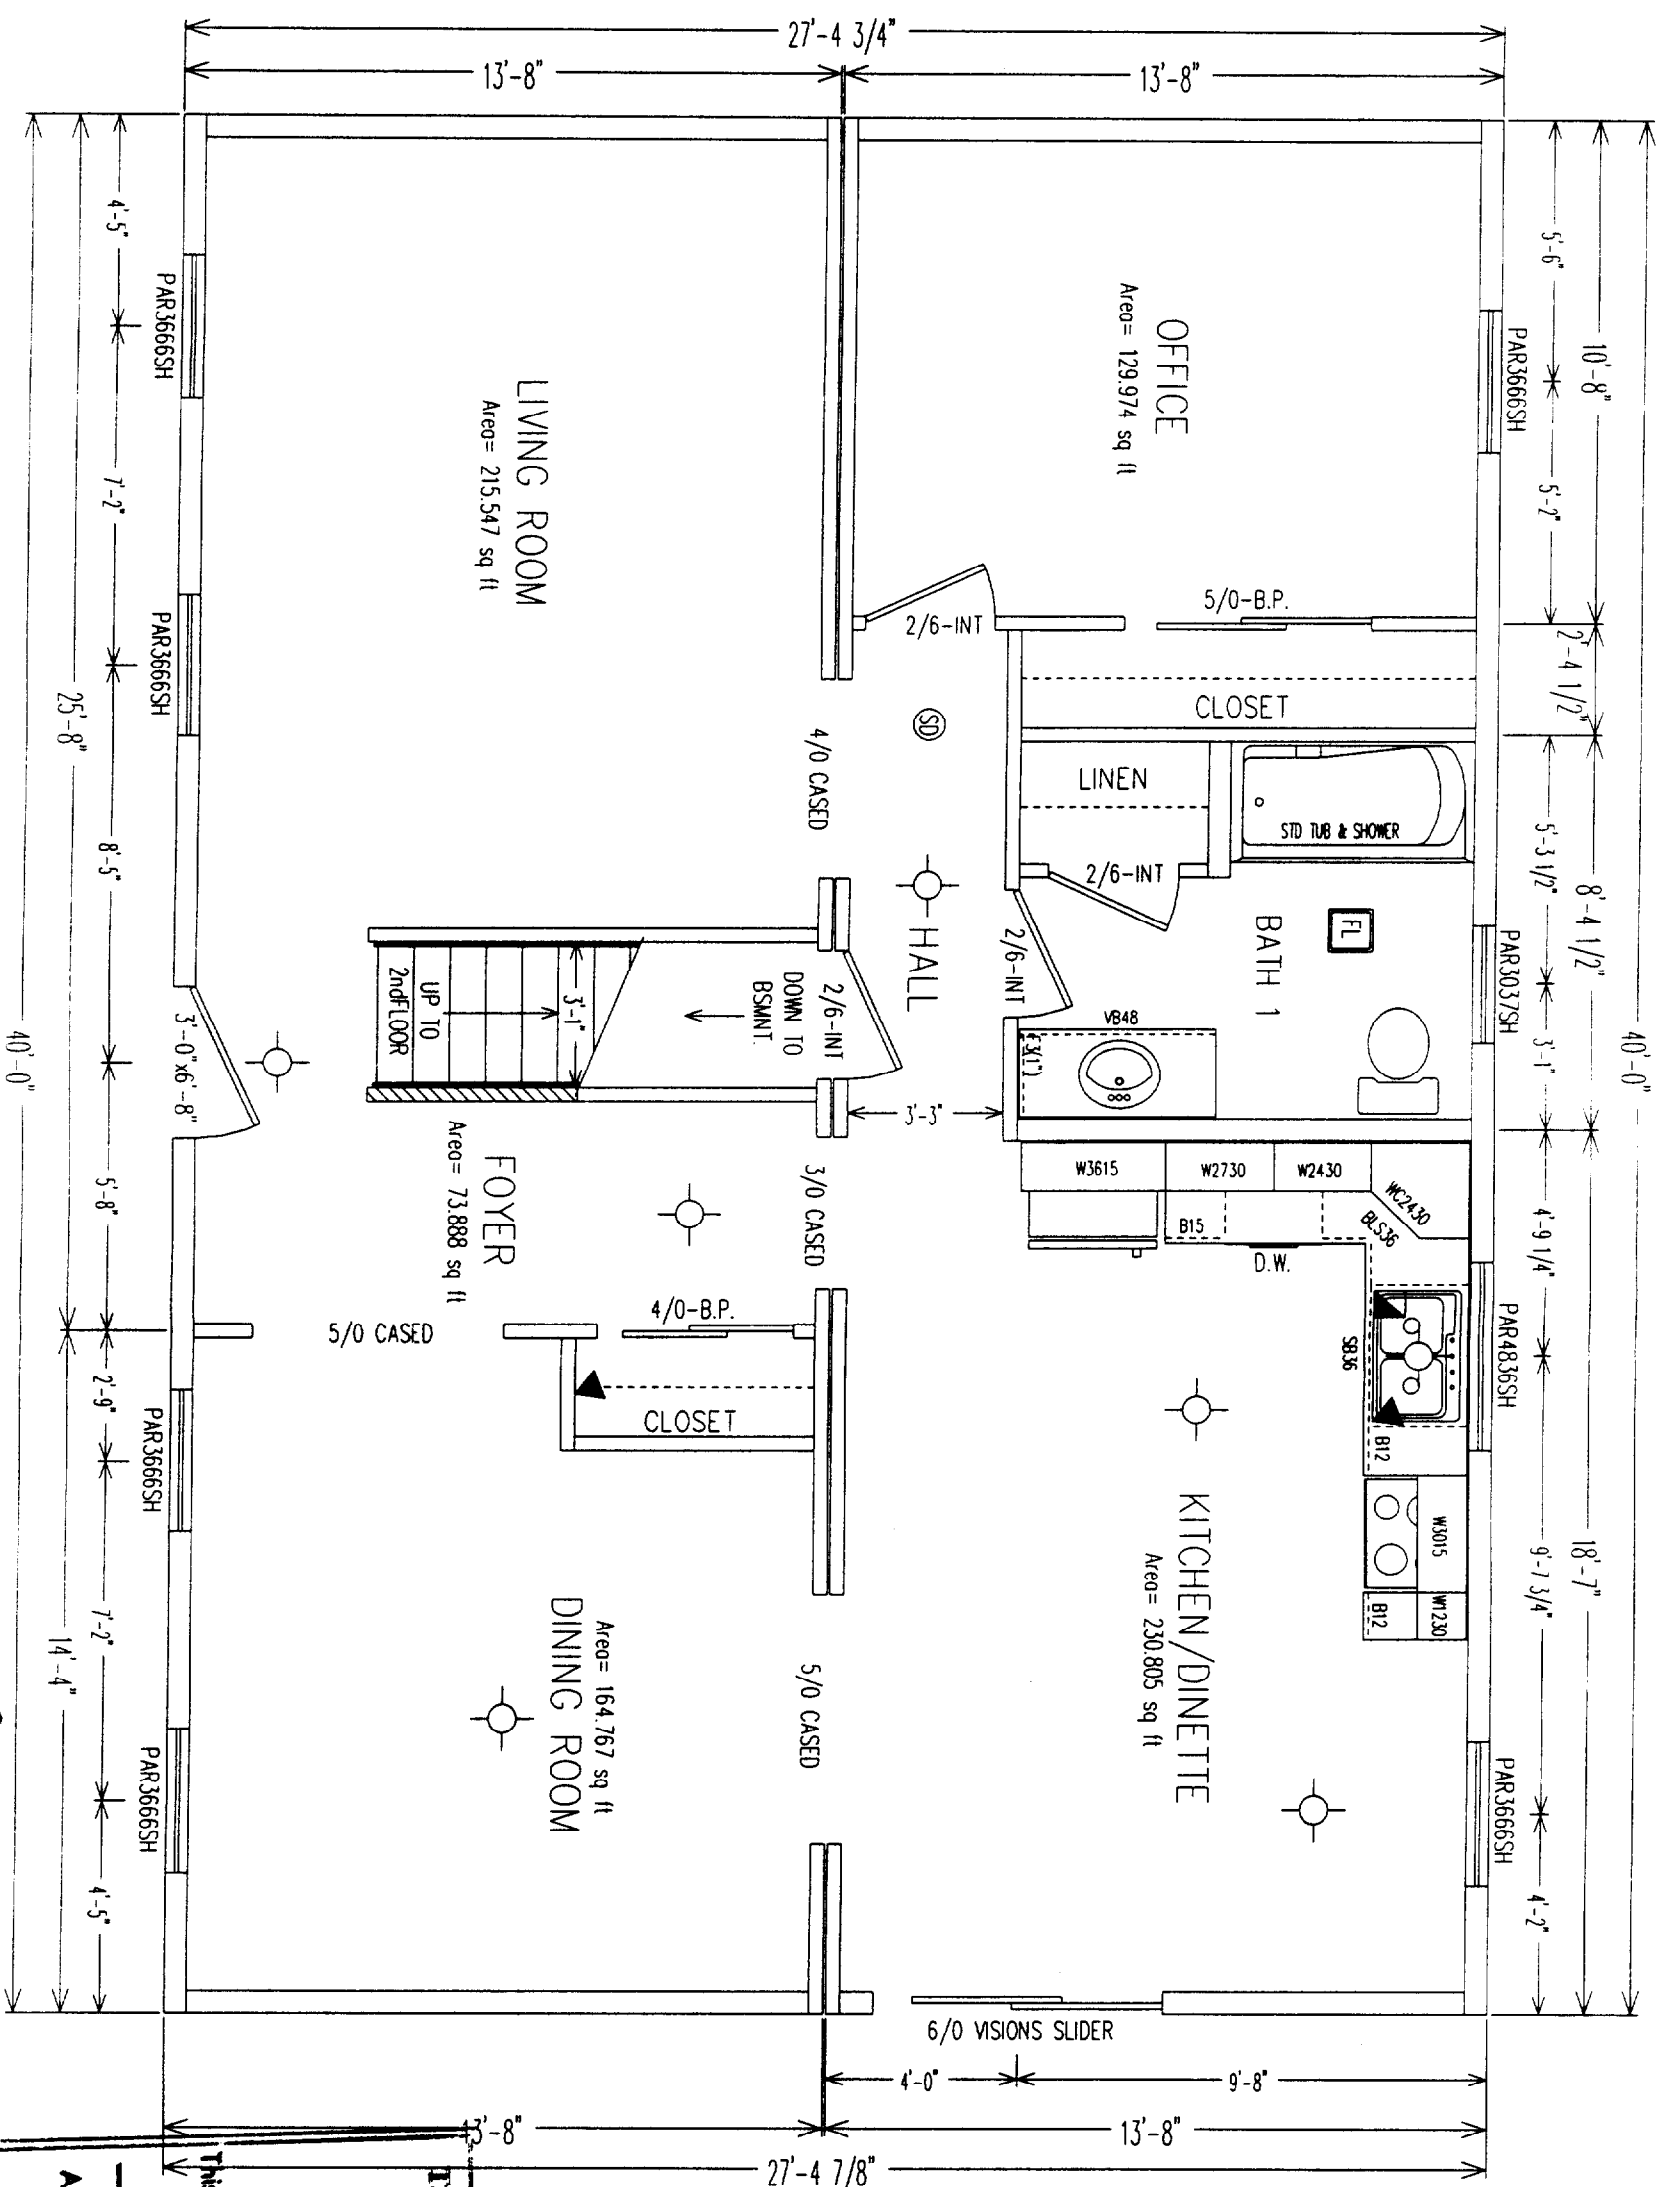 27'-4 3/4"
13'-8"
13'-8"
40'-0"
10'-8"
2'-4 1/2"
8'-4 1/2"
18'-7"
5'-6"
5'-2"
5'-3 1/2"
3'-1"
4'-9 1/4"
9'-7 3/4"
4'-2"
PAR3666SH
PAR3037SH
PAR4836SH
PAR3666SH
OFFICE
Area= 129.974 sq ft
2/6-INT
5/0-B.P.
CLOSET
LINEN
STD TUB & SHOWER
2/6-INT
BATH 1
FL
2/6-INT
VB48
F3(1")
SD
HALL
3'-3"
W3615
W2730
W2430
WC2430
BLS36
B15
D.W.
SB36
B12
W3015
W1230
B12
KITCHEN/DINETTE
Area= 230.805 sq ft
4/0 CASED
2/6-INT
3/0 CASED
5/0 CASED
LIVING ROOM
Area= 215.547 sq ft
DOWN TO
BSMNT.
3'-1"
UP TO
2ndFLOOR
FOYER
Area= 73.888 sq ft
4/0-B.P.
CLOSET
5/0 CASED
Area= 164.767 sq ft
DINING ROOM
3'-0"x6'-8"
PAR3666SH
PAR3666SH
PAR3666SH
PAR3666SH
4'-5"
7'-2"
8'-5"
5'-8"
2'-9"
7'-2"
4'-5"
25'-8"
14'-4"
40'-0"
6/0 VISIONS SLIDER
4'-0"
9'-8"
13'-8"
13'-8"
27'-4 7/8"